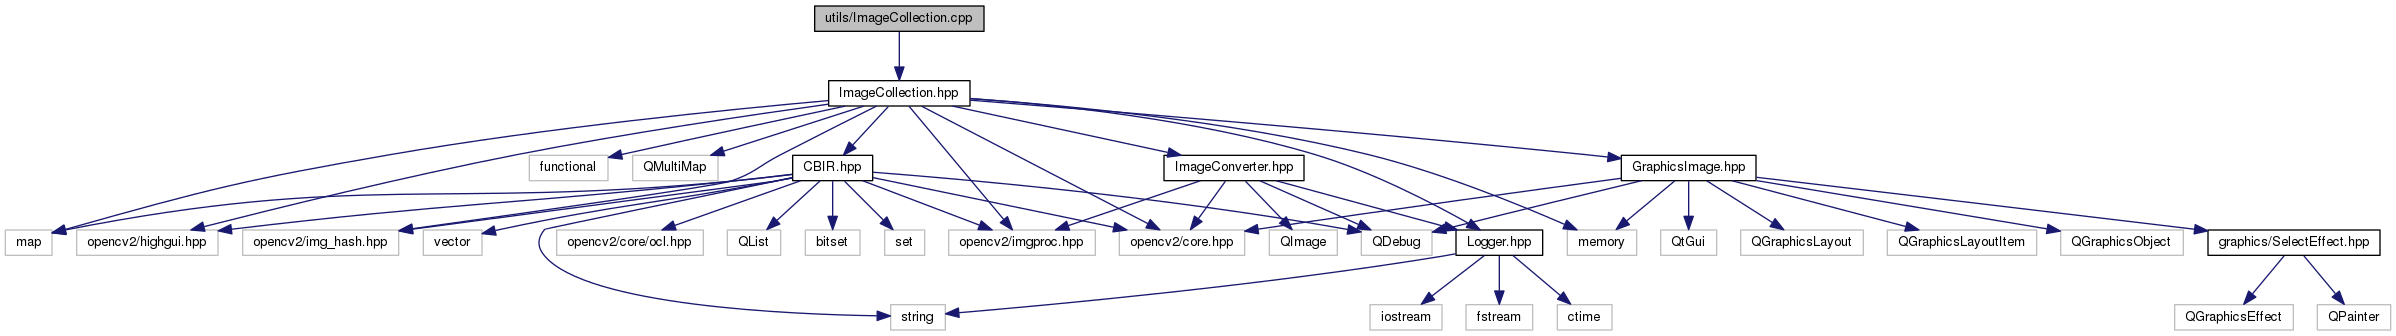 utils/ImageCollection.cpp
ImageCollection.hpp
functional
QMultiMap
CBIR.hpp
ImageConverter.hpp
GraphicsImage.hpp
map
opencv2/highgui.hpp
opencv2/img_hash.hpp
vector
opencv2/core/ocl.hpp
QList
bitset
set
opencv2/imgproc.hpp
opencv2/core.hpp
QImage
QDebug
Logger.hpp
memory
QtGui
QGraphicsLayout
QGraphicsLayoutItem
QGraphicsObject
graphics/SelectEffect.hpp
string
iostream
fstream
ctime
QGraphicsEffect
QPainter